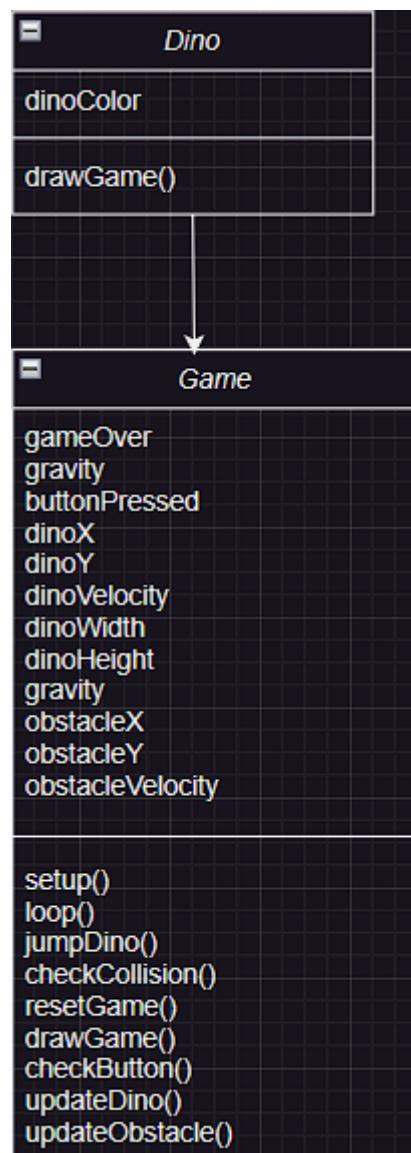 Dino
dinoColor
drawGame()
Game
gameOver
gravity
buttonPressed
dinoX
dinoY
dinoVelocity
dinoWidth
dinoHeight
gravity
obstacleX
obstacleY
obstacleVelocity
setup()
loop()
jumpDino()
checkCollision()
resetGame()
drawGame()
checkButton()
updateDino()
updateObstacle()